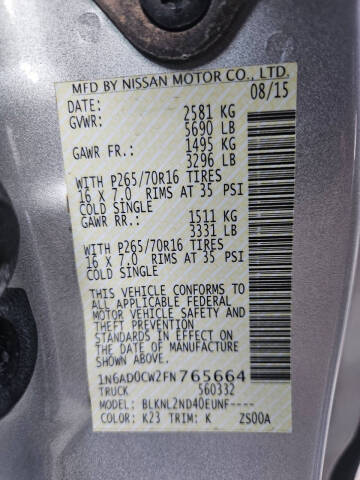 MFD BY NISSAN MOTOR CO., LTD.
DATE: 08/15
GVWR: 2581 KG
5690 LB
GAWR FR.: 1495 KG
3296 LB
WITH P265/70R16 TIRES
16 X 7.0 RIMS AT 35 PSI
COLD SINGLE
GAWR RR.: 1511 KG
3331 LB
WITH P265/70R16 TIRES
16 X 7.0 RIMS AT 35 PSI
COLD SINGLE
THIS VEHICLE CONFORMS TO
ALL APPLICABLE FEDERAL
MOTOR VEHICLE SAFETY
AND THEFT PREVENTION
STANDARDS IN EFFECT ON
THE DATE OF MANUFACTURE
SHOWN ABOVE.
1N6AD0CW2FN765664
TRUCK 560332
MODEL: BLKNL2ND40EUNF----
COLOR: K23 TRIM: K ZS00A